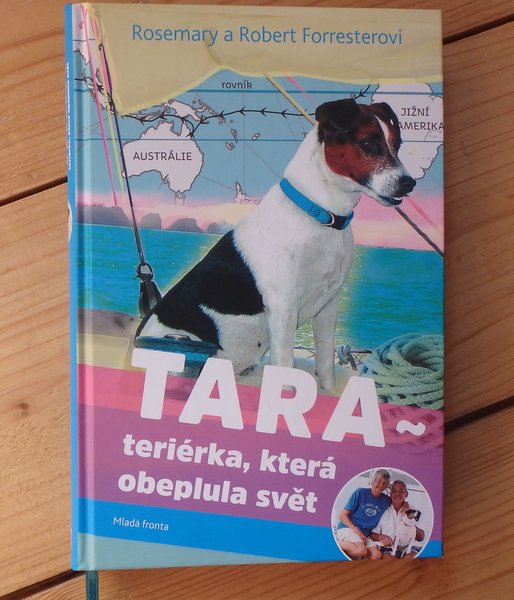 Rosemary a Robert Forresterovi
rovník
AUSTRÁLIE
JIŽNÍ
AMERIKA
TARA ~
teriérka, která
obeplula svět
Mladá fronta